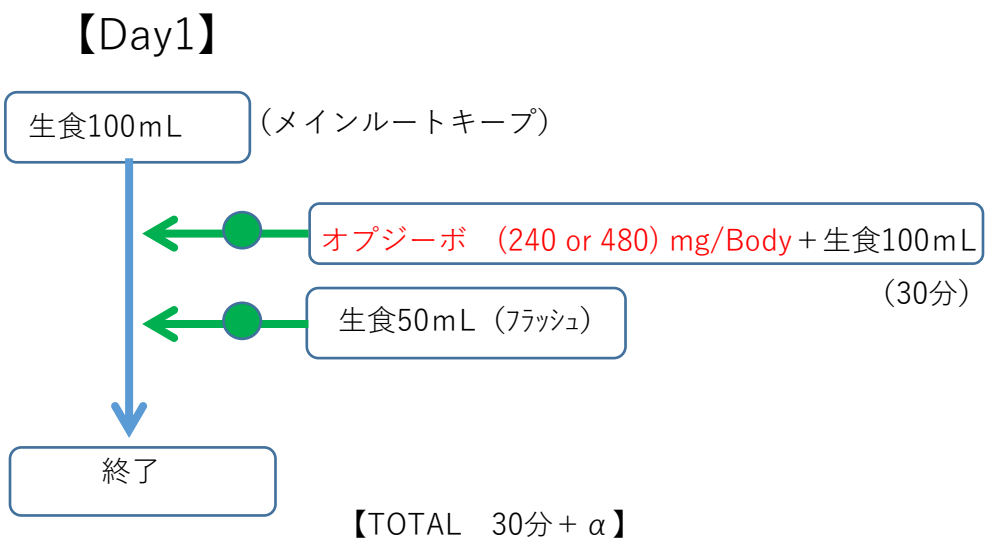 【Day1】
生食100mL
(メインルートキープ)
オプジーボ　(240 or 480) mg/Body+生食100mL
(30分)
生食50mL (ﾌﾗｯｼｭ)
終了
【TOTAL　30分+α】